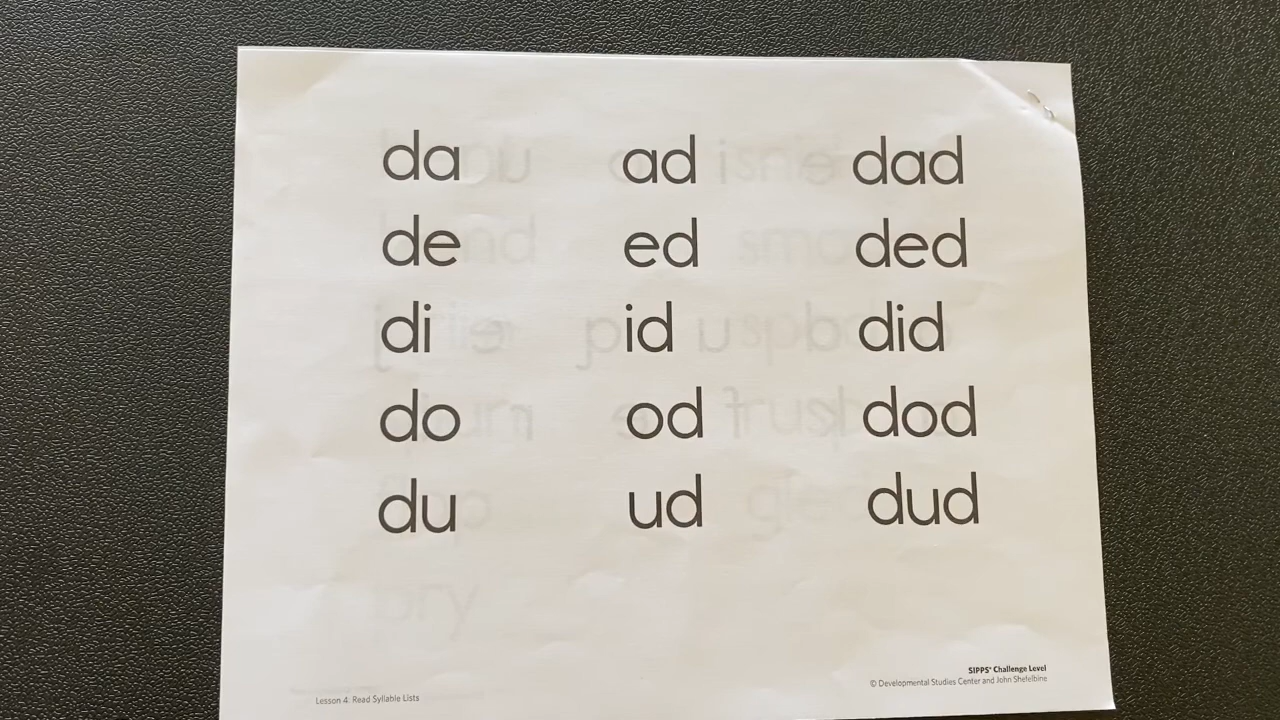 da ad dad
de ed ded
di id did
do od dod
du ud dud
SIPPS® Challenge Level
© Developmental Studies Center and John Shefelbine
Lesson 4: Read Syllable Lists